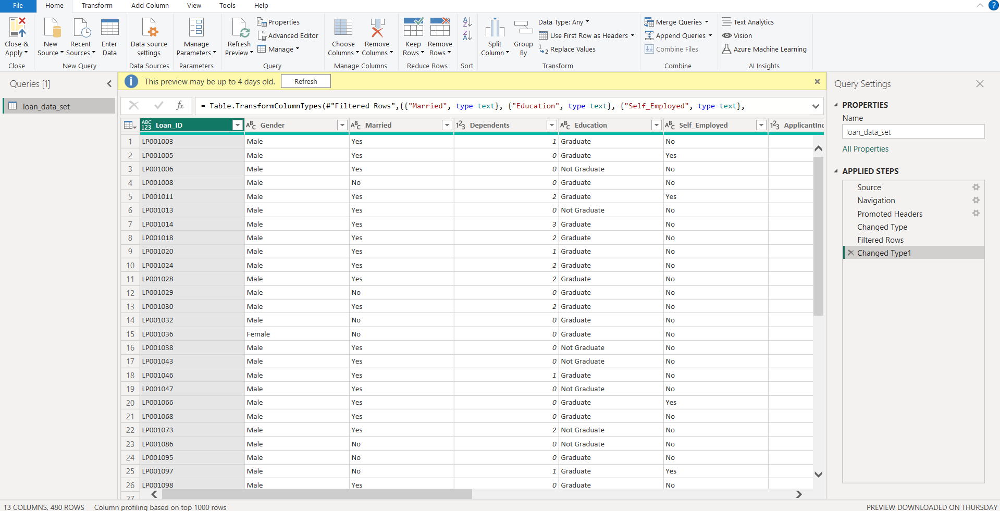 File Home Transform Add Column View Tools Help ?
Close & Apply
New Source
Recent Sources
Enter Data
Data source settings
Manage Parameters
Refresh Preview
Properties
Advanced Editor
Manage
Choose Columns
Remove Columns
Keep Rows
Remove Rows
A Z
Z A
Split Column
Group By
Data Type: Any
Use First Row as Headers
1 2 Replace Values
Merge Queries
Append Queries
Combine Files
Text Analytics
Vision
Azure Machine Learning
Close New Query Data Sources Parameters Query Manage Columns Reduce Rows Sort Transform Combine AI Insights
Queries [1]
loan_data_set
i This preview may be up to 4 days old. Refresh
fx = Table.TransformColumnTypes(#"Filtered Rows",{{"Married", type text}, {"Education", type text}, {"Self_Employed", type text},
ABC 123 Loan_ID ABC Gender ABC Married 123 Dependents ABC Education ABC Self_Employed 123 ApplicantInc
1 LP001003 Male Yes 1 Graduate No
2 LP001005 Male Yes 0 Graduate Yes
3 LP001006 Male Yes 0 Not Graduate No
4 LP001008 Male No 0 Graduate No
5 LP001011 Male Yes 2 Graduate Yes
6 LP001013 Male Yes 0 Not Graduate No
7 LP001014 Male Yes 3 Graduate No
8 LP001018 Male Yes 2 Graduate No
9 LP001020 Male Yes 1 Graduate No
10 LP001024 Male Yes 2 Graduate No
11 LP001028 Male Yes 2 Graduate No
12 LP001029 Male No 0 Graduate No
13 LP001030 Male Yes 2 Graduate No
14 LP001032 Male No 0 Graduate No
15 LP001036 Female No 0 Graduate No
16 LP001038 Male Yes 0 Not Graduate No
17 LP001043 Male Yes 0 Not Graduate No
18 LP001046 Male Yes 1 Graduate No
19 LP001047 Male Yes 0 Not Graduate No
20 LP001066 Male Yes 0 Graduate Yes
21 LP001068 Male Yes 0 Graduate No
22 LP001073 Male Yes 2 Not Graduate No
23 LP001086 Male No 0 Not Graduate No
24 LP001095 Male No 0 Graduate No
25 LP001097 Male No 1 Graduate Yes
26 LP001098 Male Yes 0 Graduate No
27
Query Settings
PROPERTIES
Name
loan_data_set
All Properties
APPLIED STEPS
Source
Navigation
Promoted Headers
Changed Type
Filtered Rows
Changed Type1
13 COLUMNS, 480 ROWS Column profiling based on top 1000 rows
PREVIEW DOWNLOADED ON THURSDAY